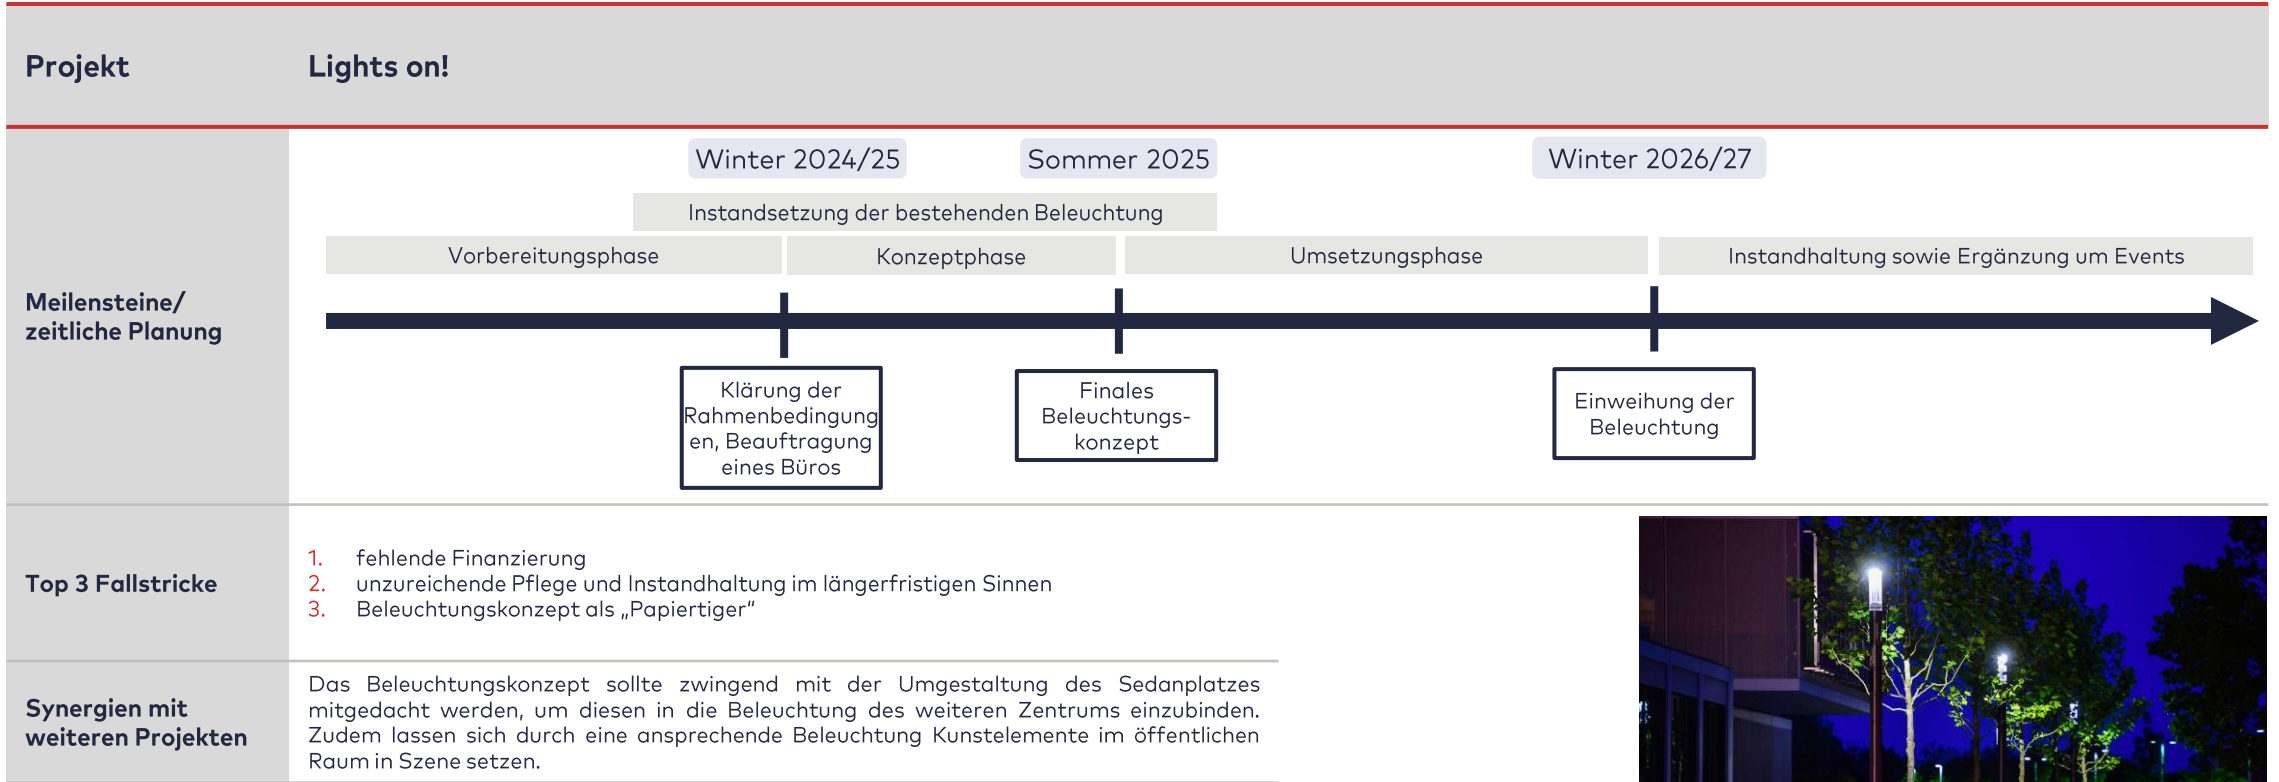 Projekt
Lights on!
Winter 2024/25
Sommer 2025
Winter 2026/27
Instandsetzung der bestehenden Beleuchtung
Vorbereitungsphase
Konzeptphase
Umsetzungsphase
Instandhaltung sowie Ergänzung um Events
Meilensteine/
zeitliche Planung
Klärung der
Rahmenbedingung
en, Beauftragung
eines Büros
Finales
Beleuchtungs-
konzept
Einweihung der
Beleuchtung
Top 3 Fallstricke
1. fehlende Finanzierung
2. unzureichende Pflege und Instandhaltung im längerfristigen Sinnen
3. Beleuchtungskonzept als „Papiertiger“
Synergien mit
weiteren Projekten
Das Beleuchtungskonzept sollte zwingend mit der Umgestaltung des Sedanplatzes
mitgedacht werden, um diesen in die Beleuchtung des weiteren Zentrums einzubinden.
Zudem lassen sich durch eine ansprechende Beleuchtung Kunstelemente im öffentlichen
Raum in Szene setzen.